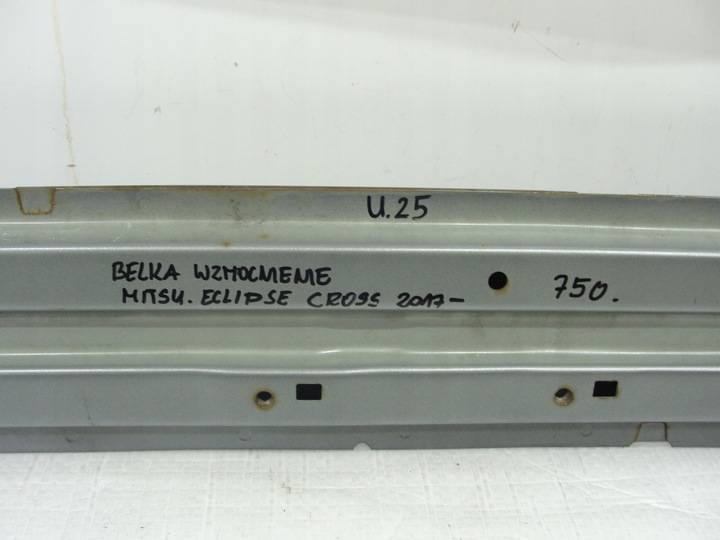 U.25
BELKA WZMOCNIENIE
MITSU. ECLIPSE CROSS 2017-
750.